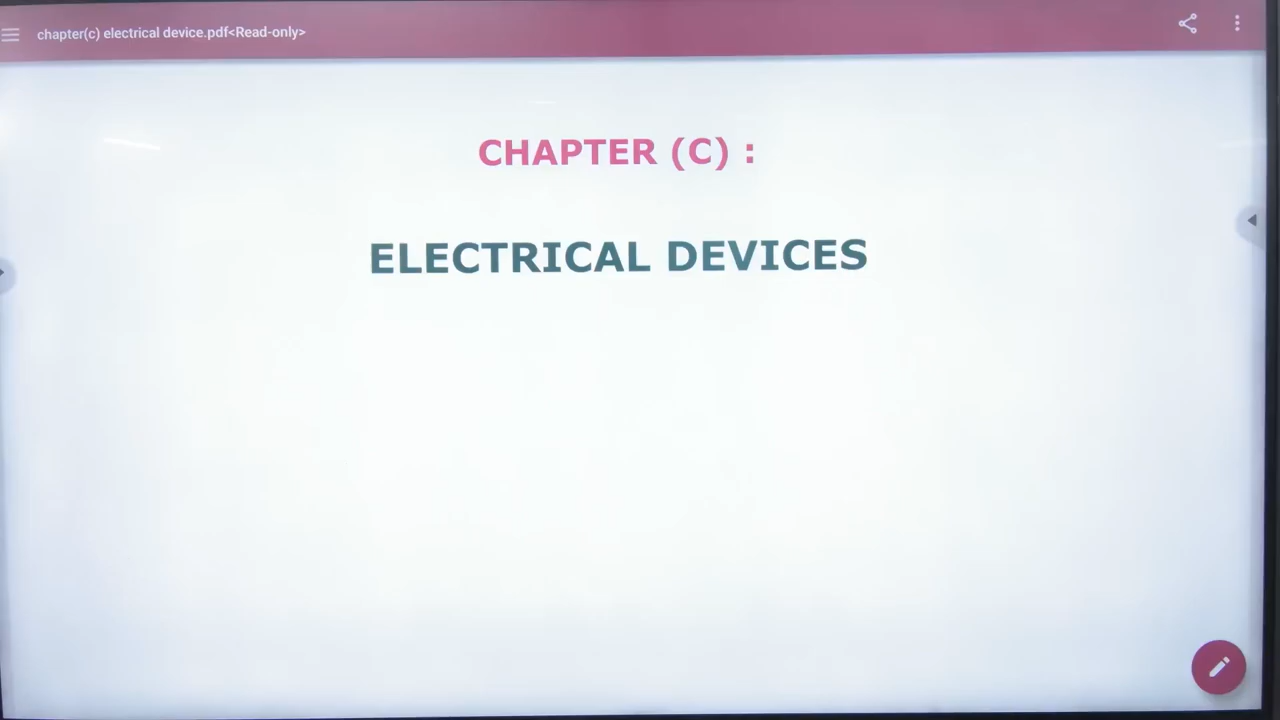 chapter(c) electrical device.pdf<Read-only>
CHAPTER (C) :
ELECTRICAL DEVICES